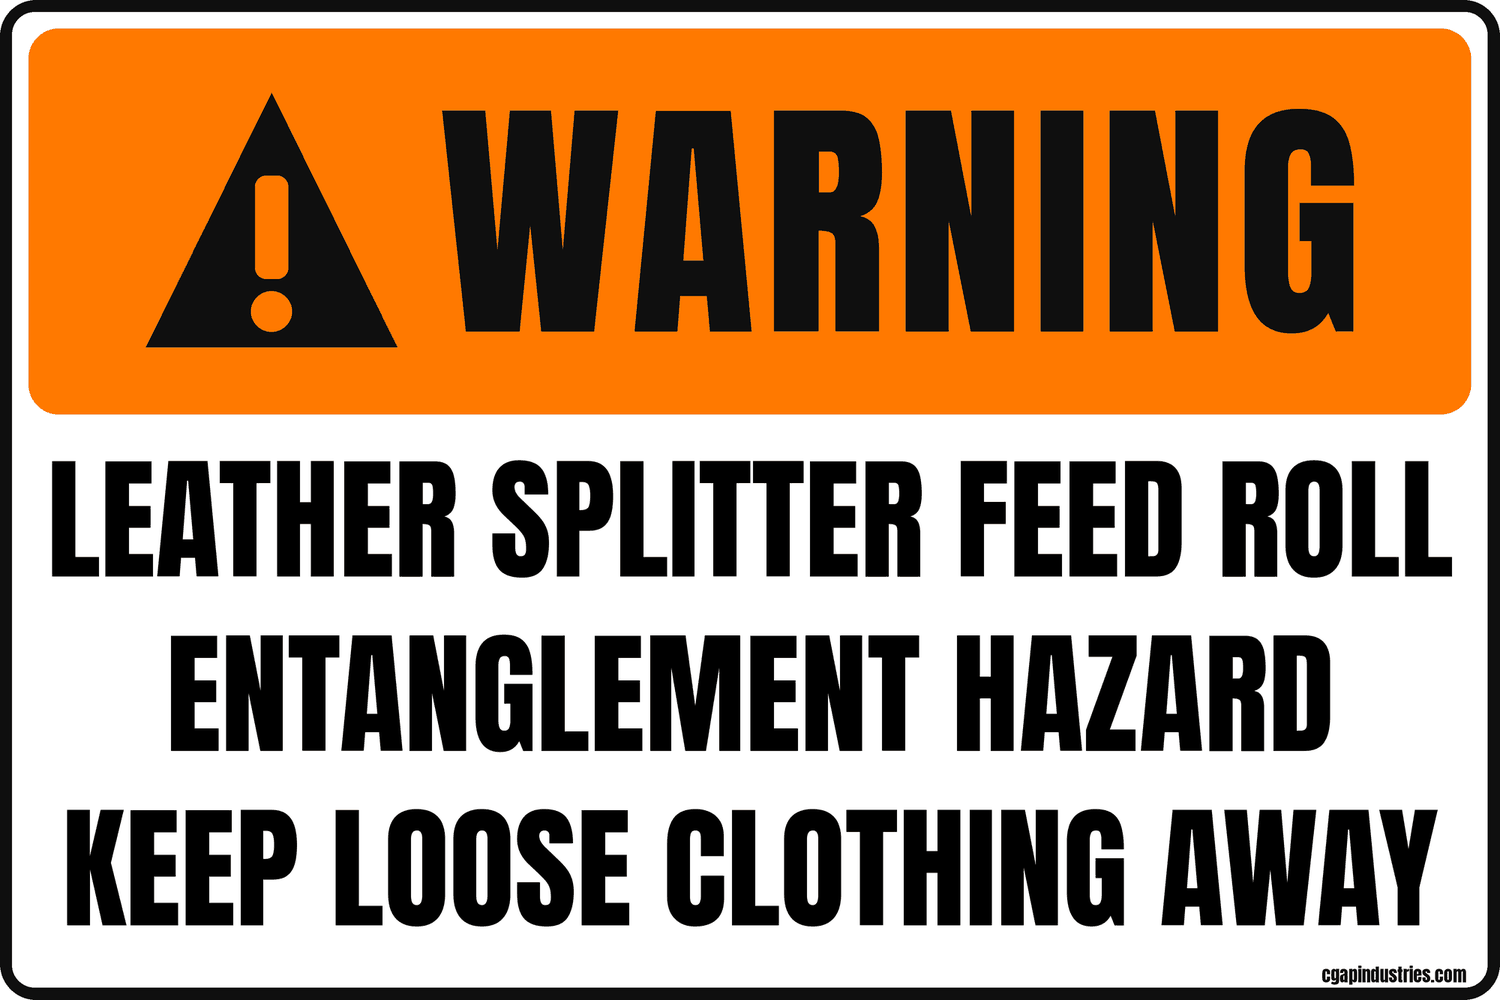 WARNING
LEATHER SPLITTER FEED ROLL
ENTANGLEMENT HAZARD
KEEP LOOSE CLOTHING AWAY
cgapindustries.com